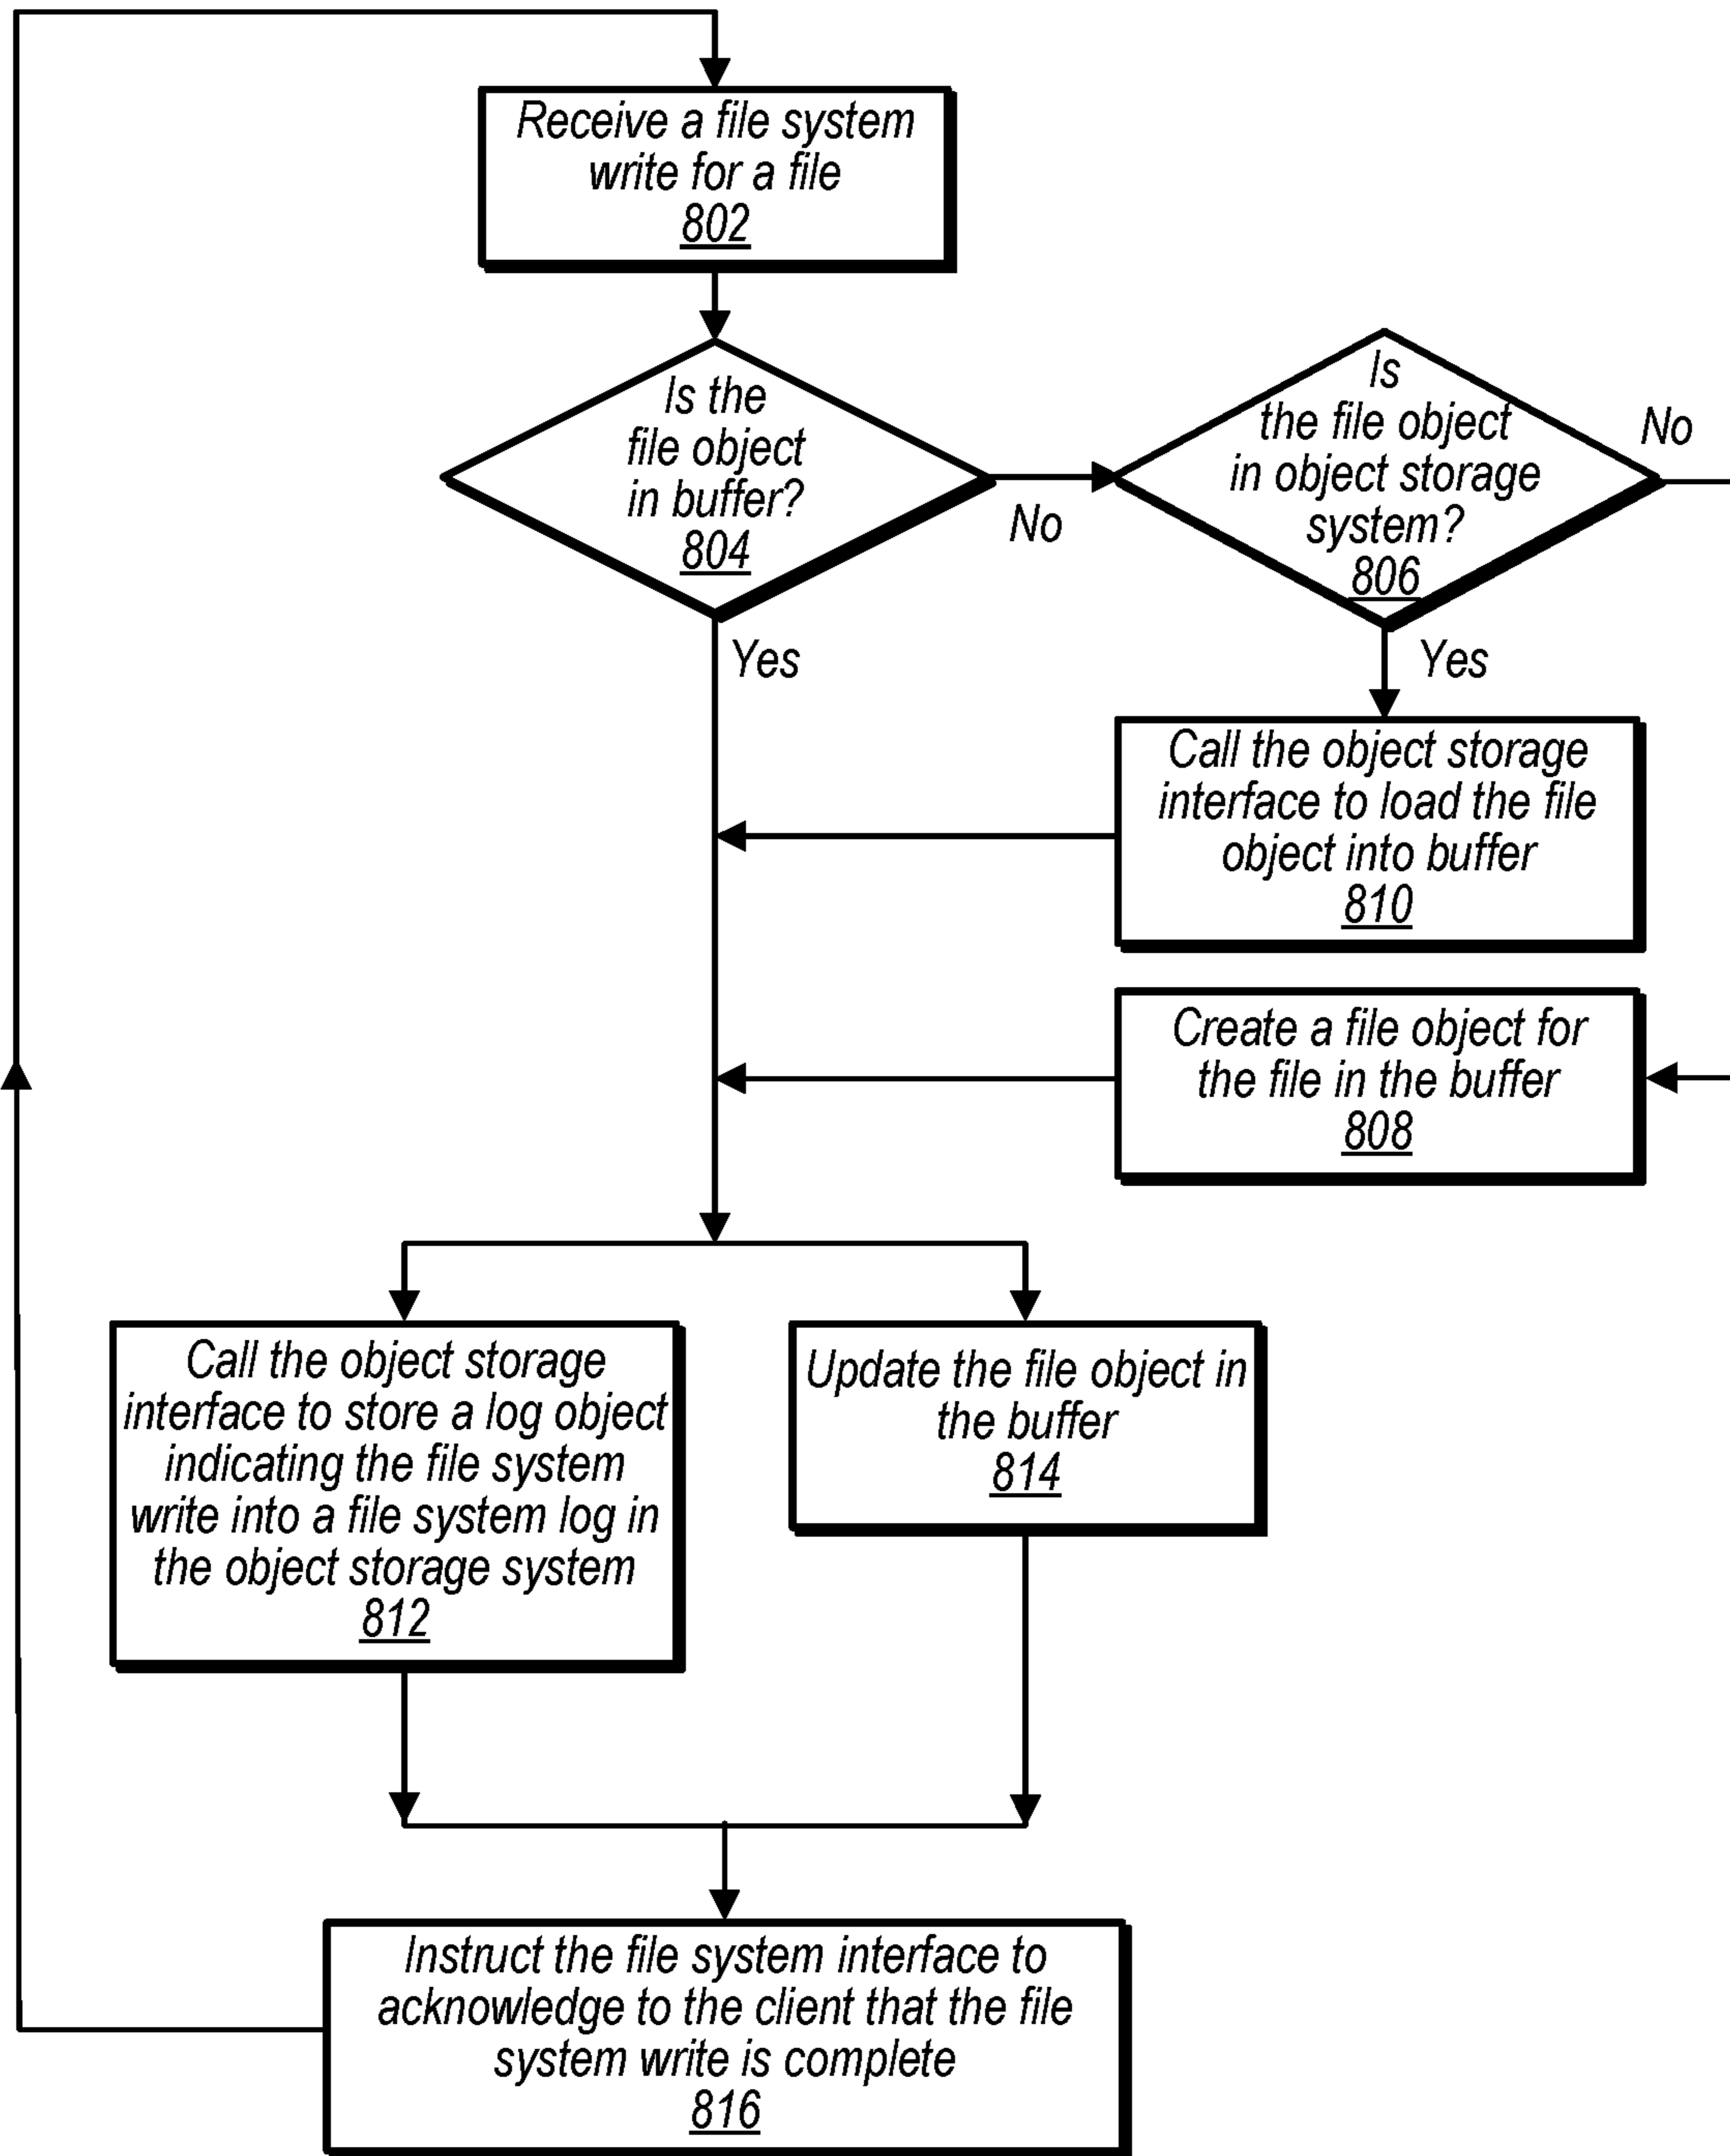 Receive a file system
write for a file
802
Is the
file object
in buffer?
804
No
Is
the file object
in object storage
system?
806
No
Yes
Yes
Call the object storage
interface to load the file
object into buffer
810
Create a file object for
the file in the buffer
808
Call the object storage
interface to store a log object
indicating the file system
write into a file system log in
the object storage system
812
Update the file object in
the buffer
814
Instruct the file system interface to
acknowledge to the client that the file
system write is complete
816